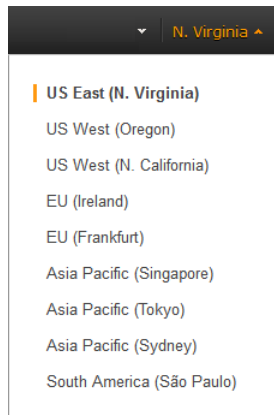 N. Virginia
US East (N. Virginia)
US West (Oregon)
US West (N. California)
EU (Ireland)
EU (Frankfurt)
Asia Pacific (Singapore)
Asia Pacific (Tokyo)
Asia Pacific (Sydney)
South America (São Paulo)